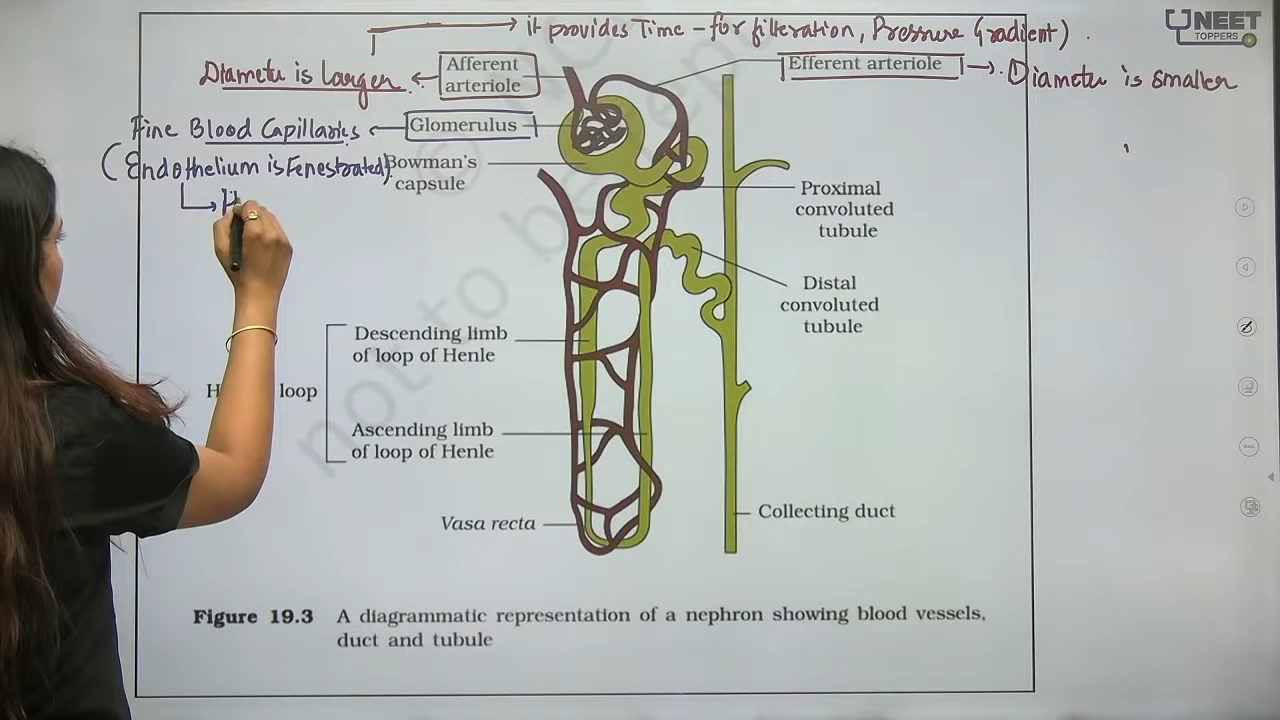 it provides Time - for filteration, Pressure Gradient) .
NEET
TOPPERS
Diameter is larger
Afferent
arteriole
Efferent arteriole
Diameter is smaller
Fine Blood Capillaries
Glomerulus
(Endothelium is Fenestrated)
Bowman's
capsule
Proximal
convoluted
tubule
Distal
convoluted
tubule
Descending limb
of loop of Henle
loop
Ascending limb
of loop of Henle
Vasa recta
Collecting duct
Figure 19.3 A diagrammatic representation of a nephron showing blood vessels,
duct and tubule
not to be